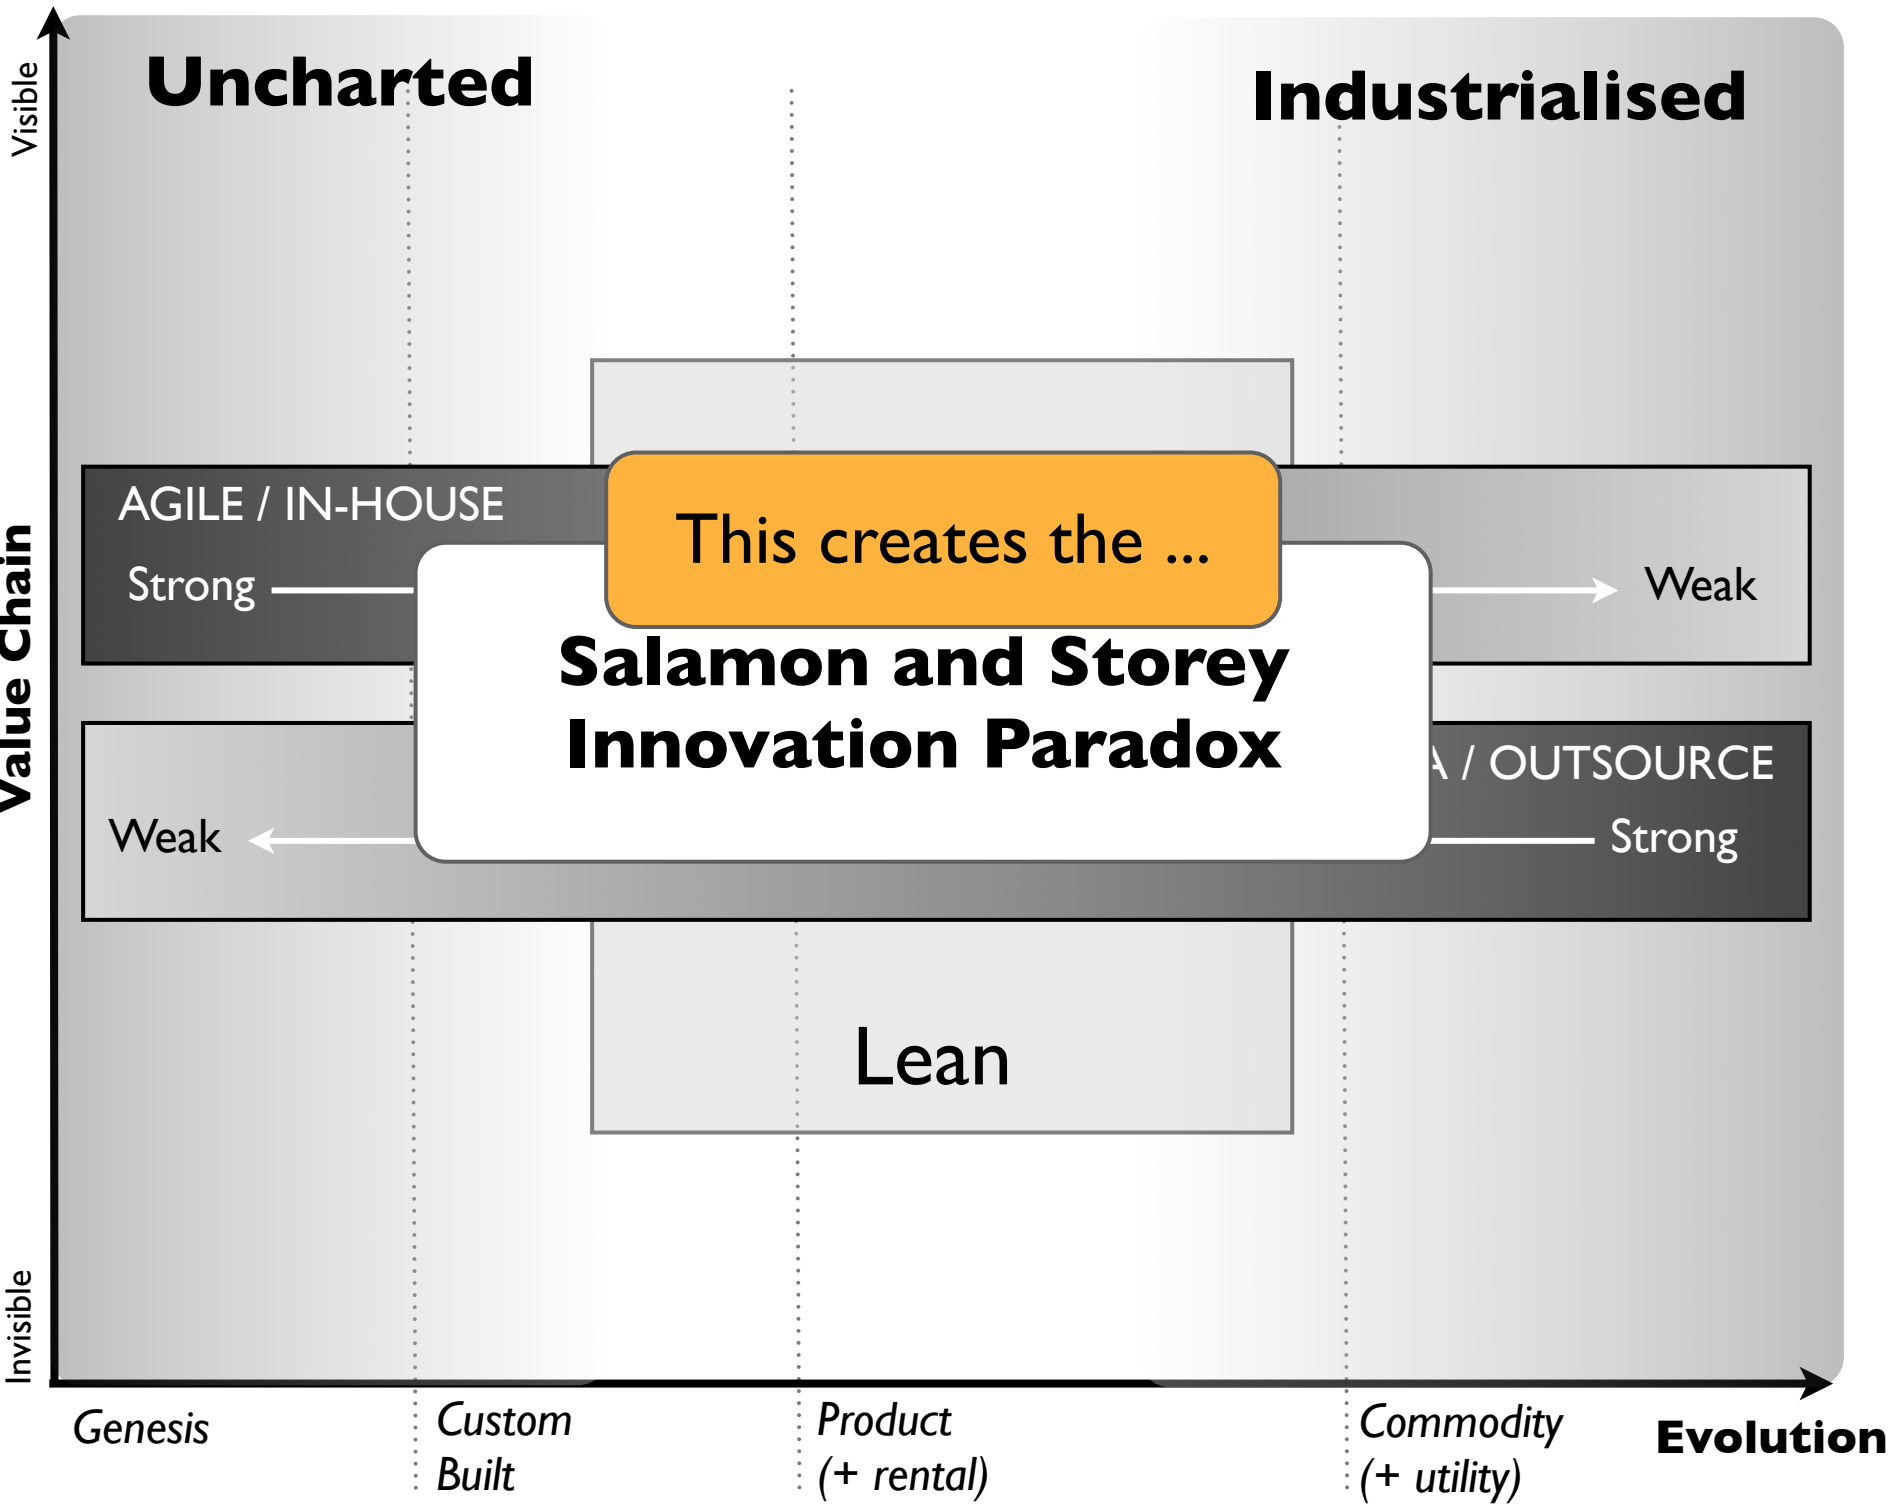 Uncharted
Industrialised
Visible
Value Chain
Invisible
AGILE / IN-HOUSE
Strong
Weak
This creates the ...
Salamon and Storey
Innovation Paradox
/ OUTSOURCE
Weak
Strong
Lean
Genesis
Custom
Built
Product
(+ rental)
Commodity
(+ utility)
Evolution